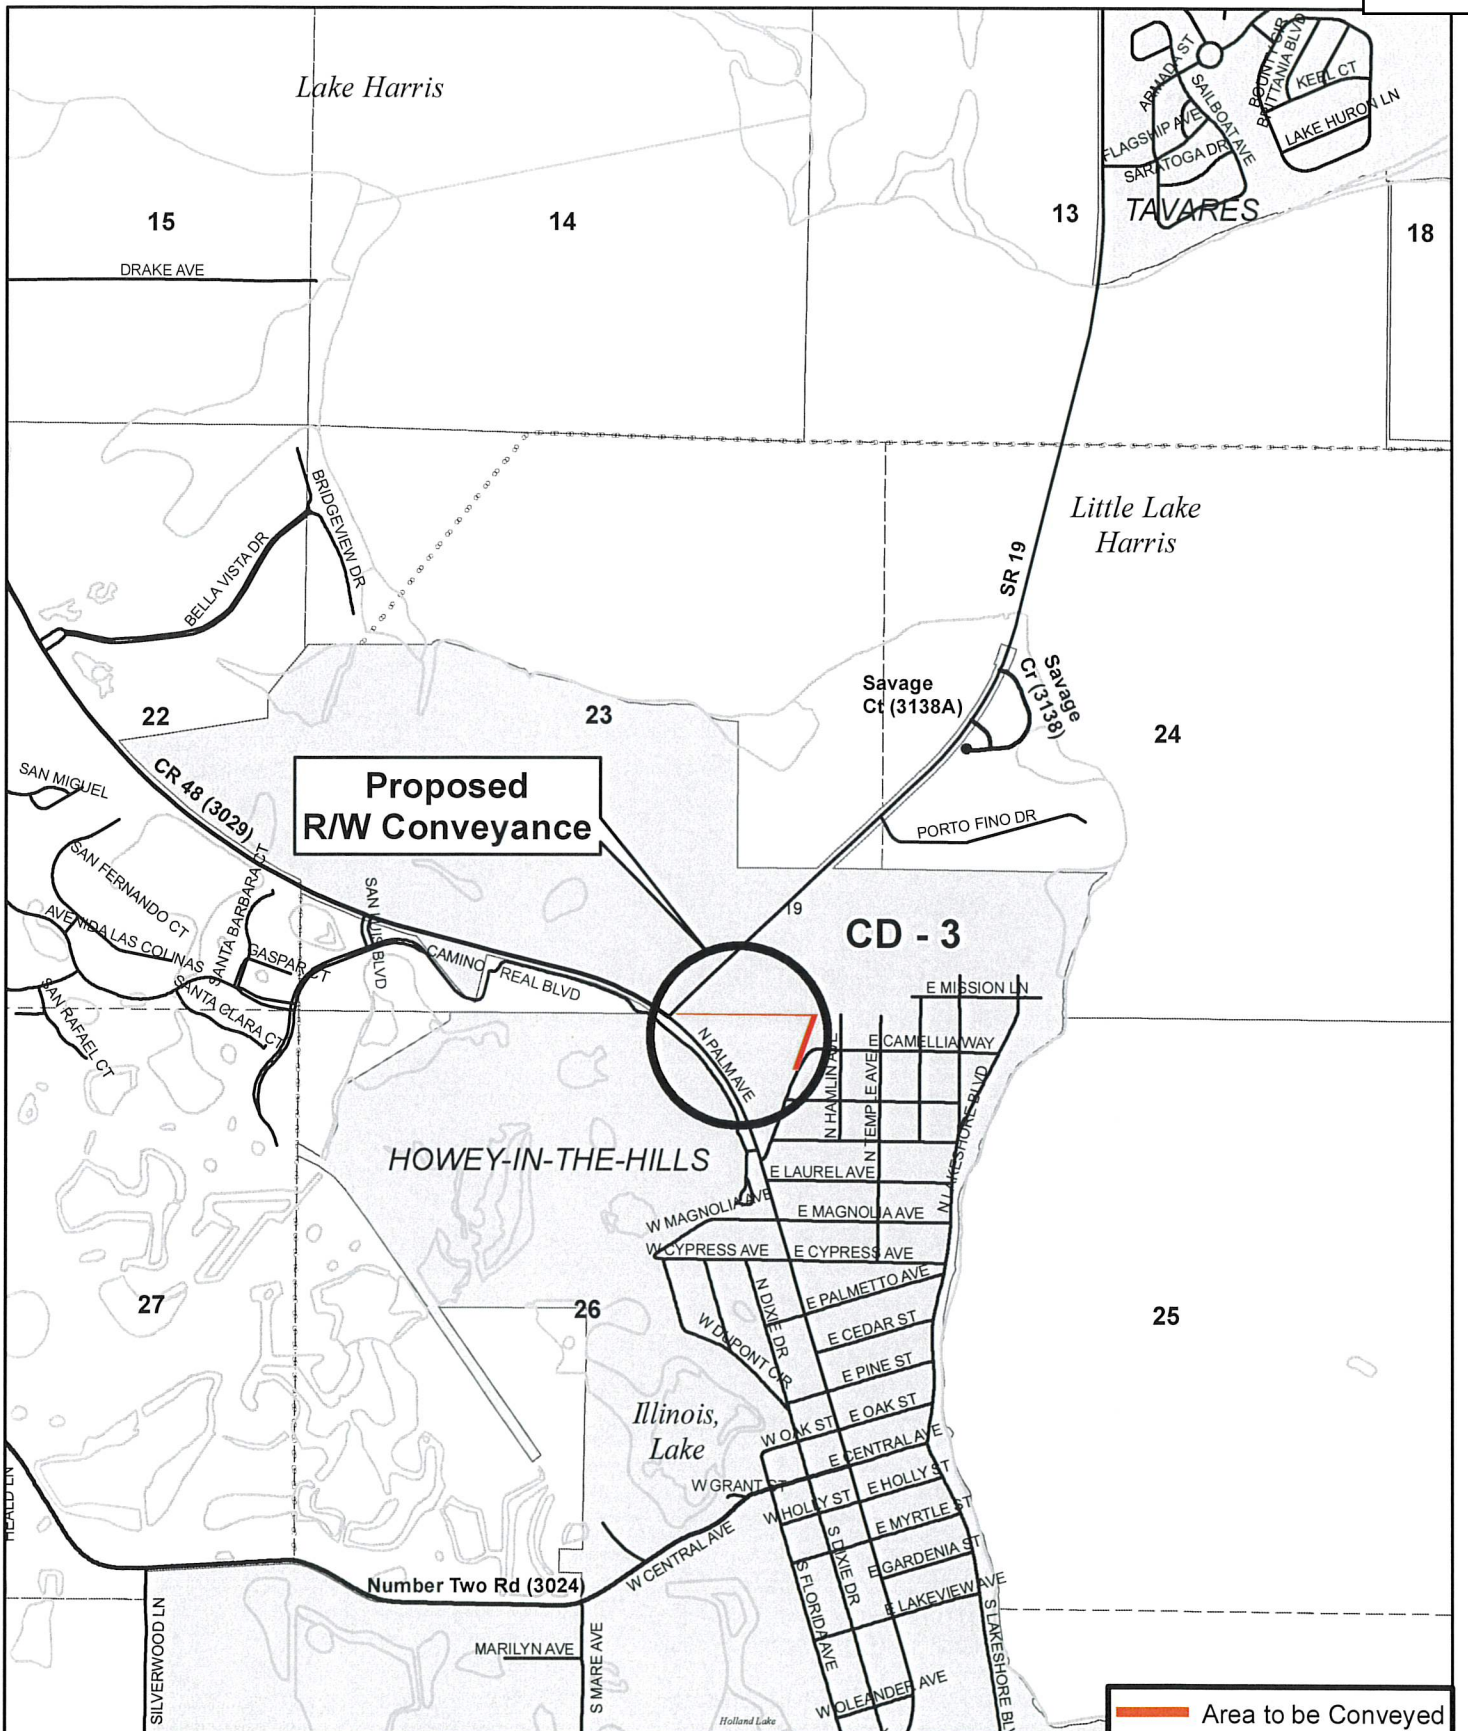 Lake Harris
ARMADA ST
BOUNTY CIR
BRITTANIA BLVD
KEEL CT
SAILBOAT AVE
LAKE HURON LN
FLAGSHIP AVE
SARATOGA DR
TAVARES
15
14
13
18
DRAKE AVE
Little Lake
Harris
BRIDGEVIEW DR
BELLA VISTA DR
SR 19
Savage
Ct (3138A)
Savage
Cr (3138)
22
23
24
SAN MIGUEL
CR 48 (3029)
Proposed
R/W Conveyance
PORTO FINO DR
SAN FERNANDO CT
SANTA BARBARA CT
SAN LUIS BLVD
19
CD - 3
AVENIDA LAS COLINAS
GASPAR CT
CAMINO REAL BLVD
SANTA CLARA CT
SAN RAFAEL CT
E MISSION LN
N PALM AVE
E CAMELLIA WAY
N HAMLIN AVE
N TEMPLE AVE
N LAKESHORE BLVD
HOWEY-IN-THE-HILLS
E LAUREL AVE
W MAGNOLIA AVE
E MAGNOLIA AVE
W CYPRESS AVE
E CYPRESS AVE
27
26
25
N DIXIE DR
E PALMETTO AVE
W DUPONT CIR
E CEDAR ST
E PINE ST
Illinois,
Lake
W OAK ST
E OAK ST
E CENTRAL AVE
HEALD LN
W GRANT ST
W HOLLY ST
E HOLLY ST
E MYRTLE ST
W CENTRAL AVE
S DIXIE DR
E GARDENIA ST
Number Two Rd (3024)
S FLORIDA AVE
E LAKEVIEW AVE
SILVERWOOD LN
MARILYN AVE
S MARE AVE
S LAKESHORE BLV
W OLEANDER AVE
Holland Lake
Area to be Conveyed